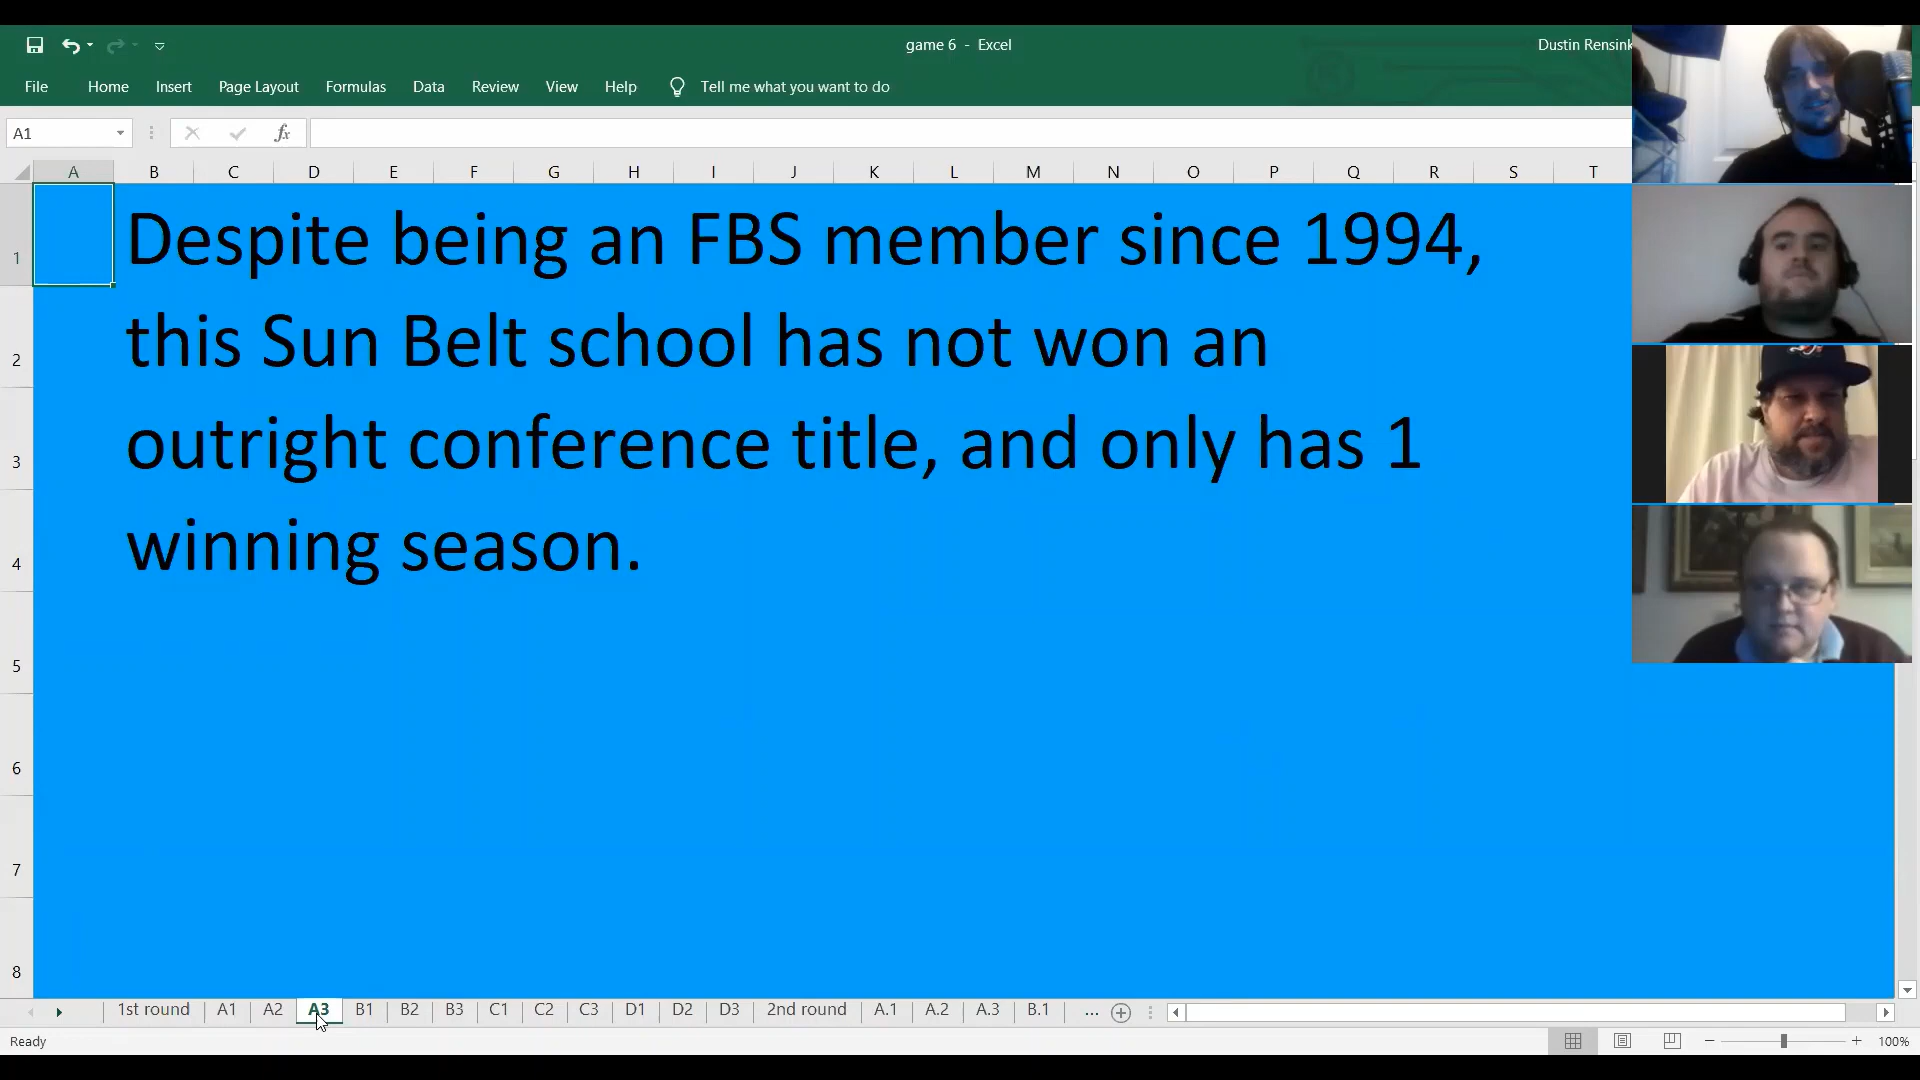 game 6 - Excel
Dustin Rensink
File Home Insert Page Layout Formulas Data Review View Help Tell me what you want to do
A1 fx
A B C D E F G H I J K L M N O P Q R S T
1 Despite being an FBS member since 1994,
2 this Sun Belt school has not won an
3 outright conference title, and only has 1
4 winning season.
5
6
7
8
1st round A1 A2 A3 B1 B2 B3 C1 C2 C3 D1 D2 D3 2nd round A.1 A.2 A.3 B.1 ...
Ready 100%